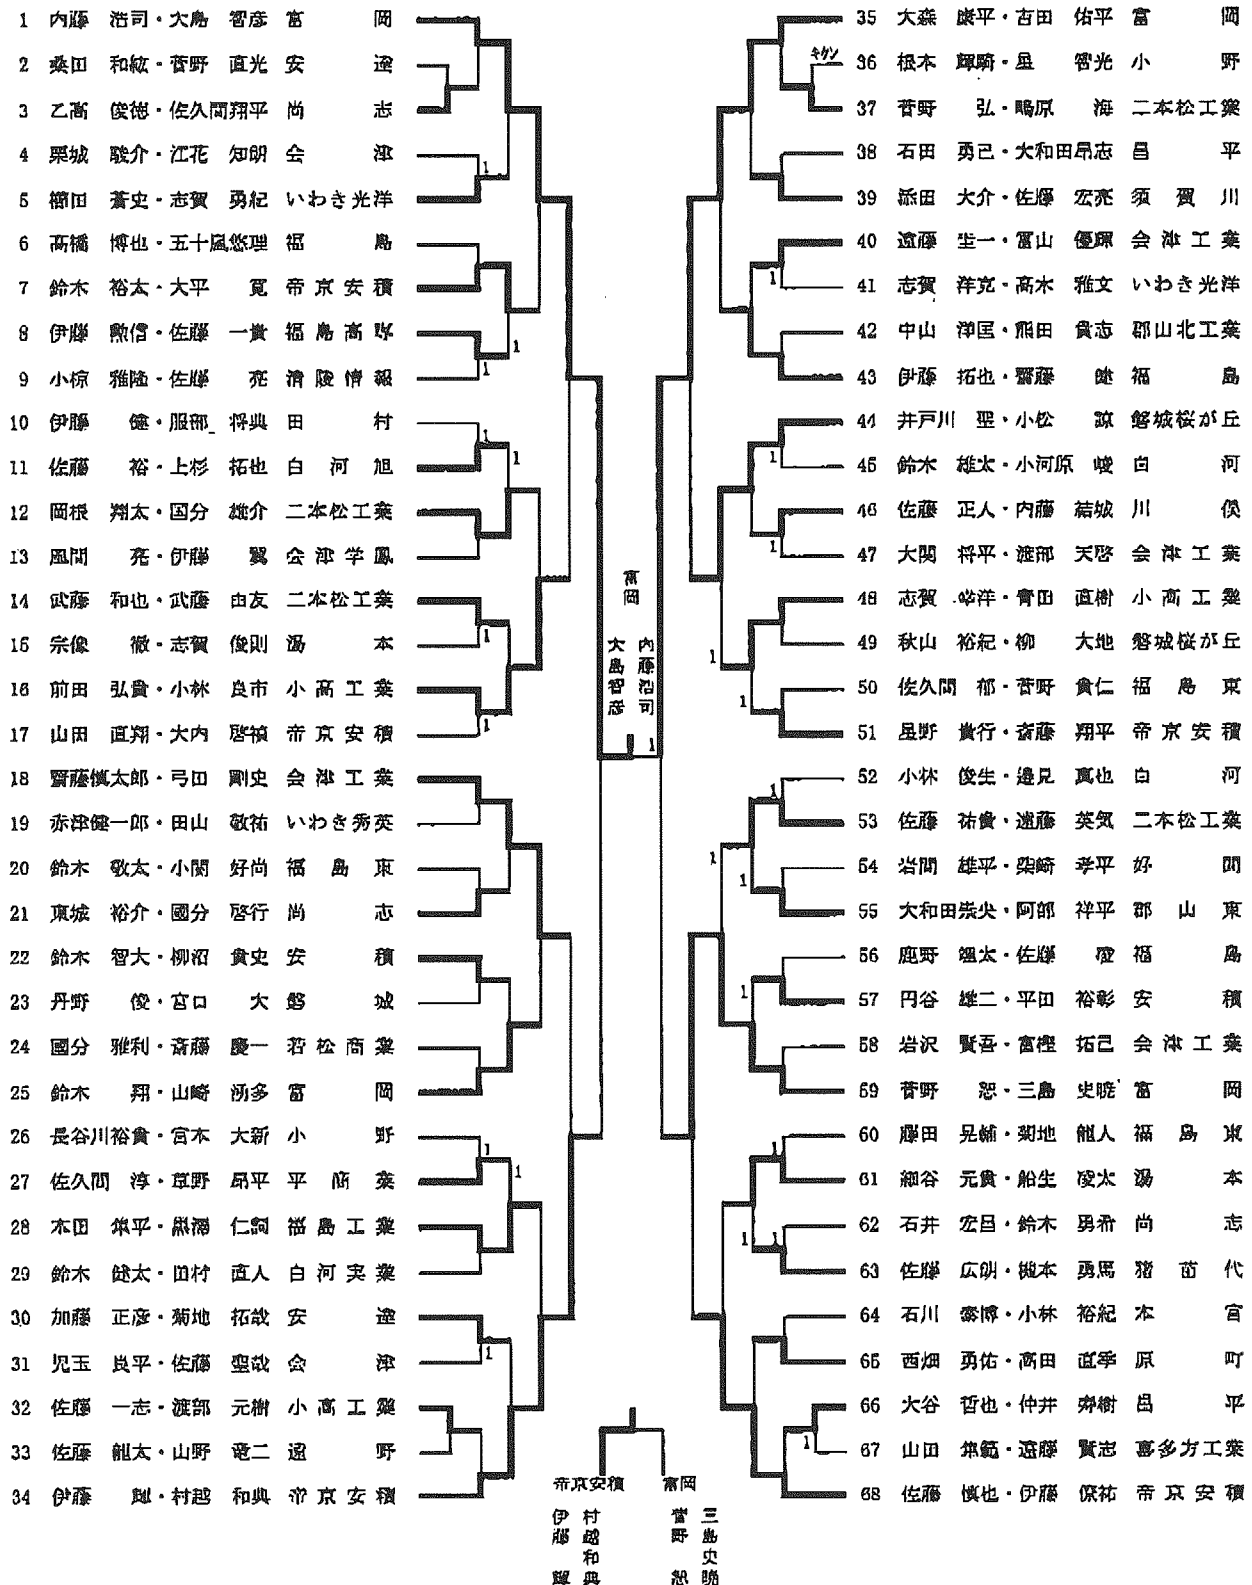 1 内藤 浩司・大島 智彦 富岡
2 桑田 和紘・菅野 直光 安達
3 乙高 俊徳・佐久間翔平 尚志
4 栗城 駿介・江花 知朗 会津
5 櫛田 蒼史・志賀 勇紀 いわき光洋
6 高橋 博也・五十嵐悠理 福島
7 鈴木 裕太・大平 寛 帝京安積
8 伊藤 勲信・佐藤 一貴 福島高専
9 小椋 雅隆・佐藤 亮 清陵情報
10 伊藤 健・服部 将典 田村
11 佐藤 裕・上杉 拓也 白河旭
12 岡根 翔太・国分 雄介 二本松工業
13 風間 亮・伊藤 翼 会津学鳳
14 武藤 和也・武藤 由友 二本松工業
15 宗像 徹・志賀 俊則 湯本
16 前田 弘貴・小林 良市 小高工業
17 山田 直翔・大内 啓禎 帝京安積
18 齋藤慎太郎・弓田 剛史 会津工業
19 赤津健一郎・田山 敬祐 いわき秀英
20 鈴木 敬太・小関 好尚 福島東
21 東城 裕介・國分 啓行 尚志
22 鈴木 智大・柳沼 貴史 安積
23 丹野 俊・宮口 大 磐城
24 國分 雅利・斎藤 慶一 若松商業
25 鈴木 翔・山崎 湧多 富岡
26 長谷川裕貴・宮本 大新 小野
27 佐久間 淳・草野 昂平 平商業
28 本田 隼平・黒澤 仁嗣 福島工業
29 鈴木 健太・田村 直人 白河実業
30 加藤 正彦・菊地 拓哉 安達
31 児玉 良平・佐藤 聖哉 会津
32 佐藤 一志・渡部 元樹 小高工業
33 佐藤 龍太・山野 竜二 遠野
34 伊藤 輝・村越 和典 帝京安積
富岡
内藤浩司
大島智彦
帝京安積 富岡
村越和典
伊藤 輝
三島史暁
菅野 恕
35 大森 康平・吉田 佑平 富岡
キケン
36 根本 輝騎・星 智光 小野
37 菅野 弘・鴫原 海 二本松工業
38 石田 勇己・大和田昂志 昌平
39 添田 大介・佐藤 宏亮 須賀川
40 遠藤 生一・冨山 優輝 会津工業
41 志賀 洋克・高木 雅文 いわき光洋
42 中山 洋匡・熊田 貴志 郡山北工業
43 伊藤 拓也・齋藤 健 福島
44 井戸川 聖・小松 諒 磐城桜が丘
45 鈴木 雄太・小河原 峻 白河
46 佐藤 正人・内藤 結城 川俣
47 大関 将平・渡部 天啓 会津工業
48 志賀 峰洋・青田 直樹 小高工業
49 秋山 裕紀・柳 大地 磐城桜が丘
50 佐久間 郁・菅野 貴仁 福島東
51 星野 貴行・斎藤 翔平 帝京安積
52 小林 俊生・邉見 真也 白河
53 佐藤 祐貴・遠藤 英気 二本松工業
54 岩間 雄平・柴崎 孝平 好間
55 大和田崇央・阿部 祥平 郡山東
56 鹿野 颯太・佐藤 凌 福島
57 円谷 雄二・平田 裕彰 安積
58 岩沢 賢吾・富樫 拓己 会津工業
59 菅野 恕・三島 史暁 富岡
60 藤田 晃輔・菊地 龍人 福島東
61 細谷 元貴・船生 凌太 湯本
62 石井 宏昌・鈴木 勇希 尚志
63 佐藤 広朗・橋本 勇馬 猪苗代
64 石川 泰博・小林 裕紀 本宮
65 西畑 勇佑・高田 直季 原町
66 大谷 哲也・仲井 寿樹 昌平
67 山田 隼範・遠藤 賢志 喜多方工業
68 佐藤 慎也・伊藤 僚祐 帝京安積